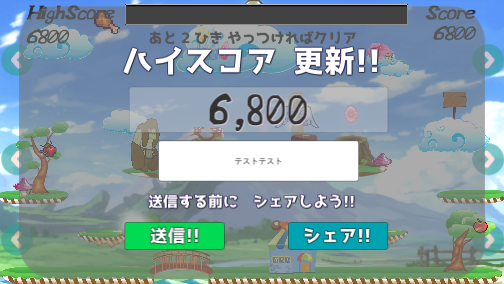 HighScore
6800
Score
6800
あと2ひき やっつければクリア
ハイスコア 更新!!
6,800
テストテスト
送信する前に シェアしよう!!
送信!!
シェア!!